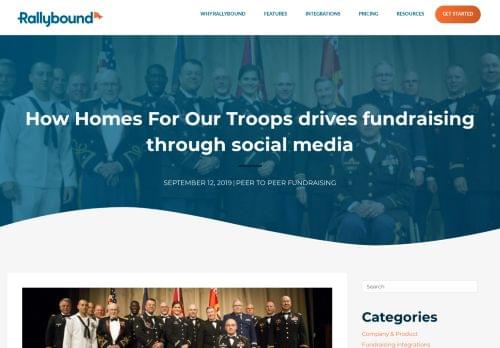 Rallybound
WHY RALLYBOUND
FEATURES
INTEGRATIONS
PRICING
RESOURCES
GET STARTED
How Homes For Our Troops drives fundraising
through social media
SEPTEMBER 12, 2019 | PEER TO PEER FUNDRAISING
Search
Categories
Company & Product
Fundraising Integrations